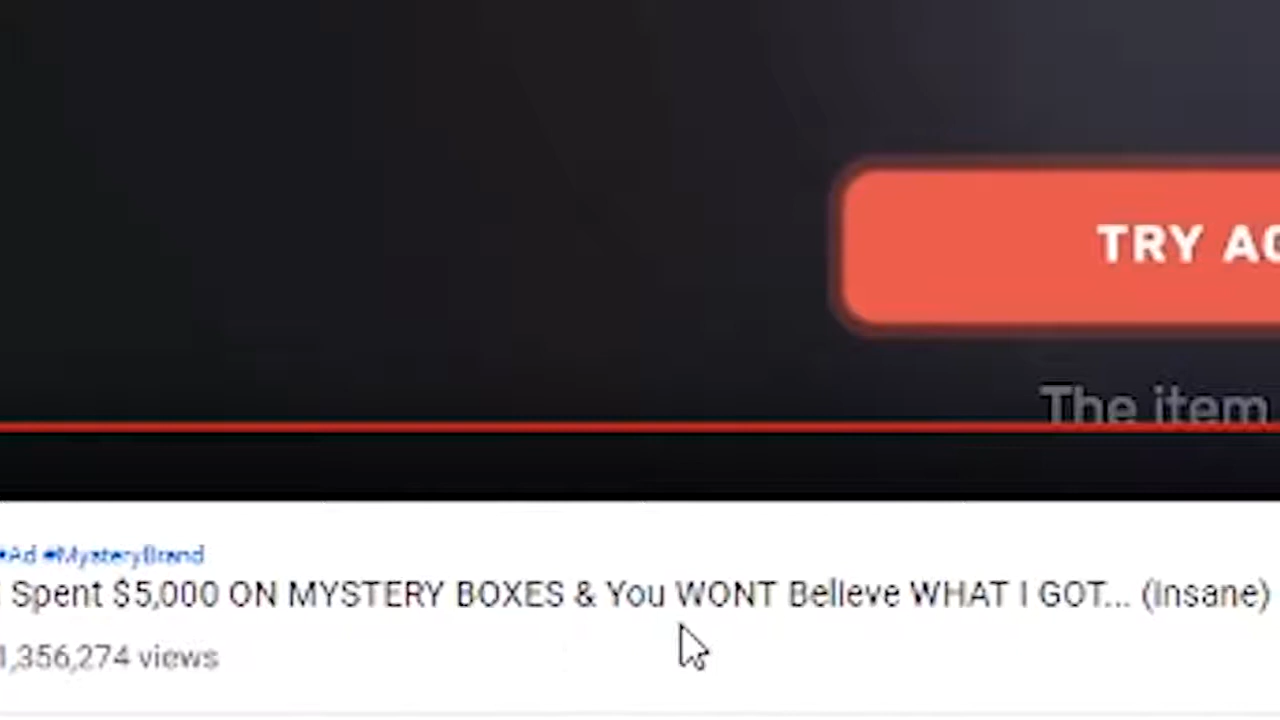 TRY AG
The item
#Ad #MysteryBrand
I Spent $5,000 ON MYSTERY BOXES & You WONT Believe WHAT I GOT... (Insane)
1,356,274 views